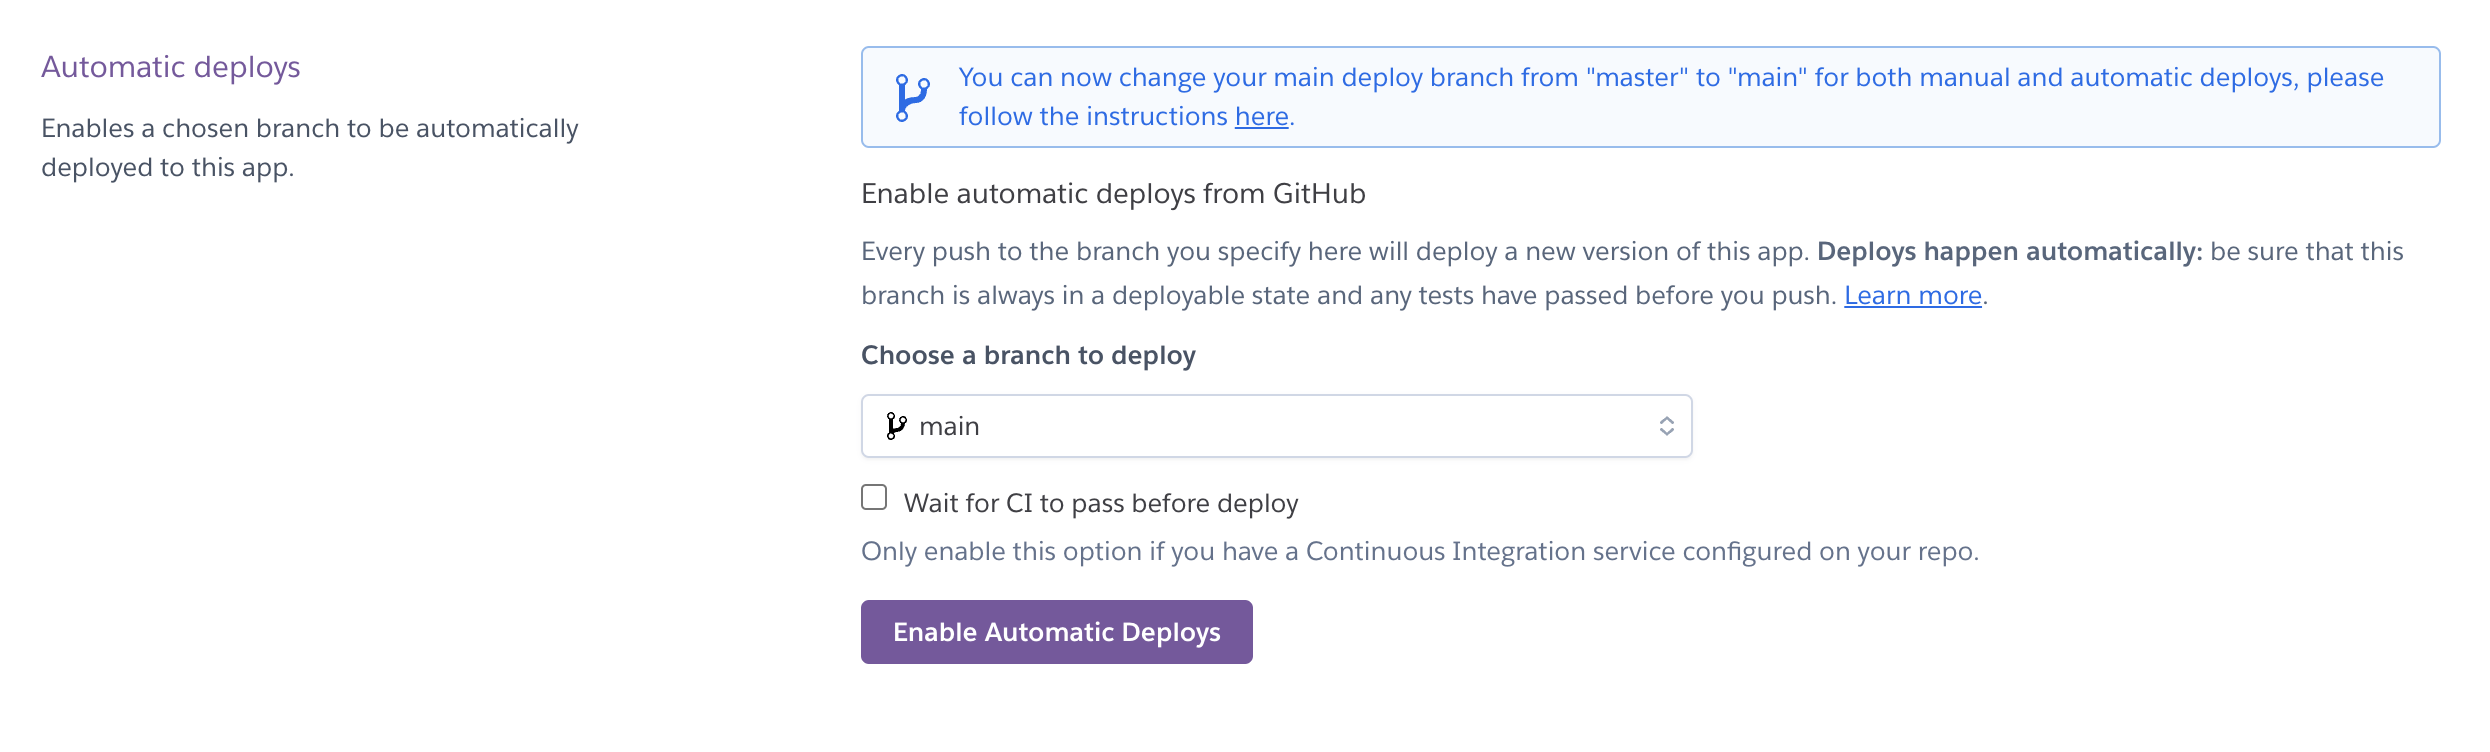 Automatic deploys
Enables a chosen branch to be automatically
deployed to this app.
You can now change your main deploy branch from "master" to "main" for both manual and automatic deploys, please
follow the instructions here.
Enable automatic deploys from GitHub
Every push to the branch you specify here will deploy a new version of this app. Deploys happen automatically: be sure that this
branch is always in a deployable state and any tests have passed before you push. Learn more.
Choose a branch to deploy
main
Wait for CI to pass before deploy
Only enable this option if you have a Continuous Integration service configured on your repo.
Enable Automatic Deploys